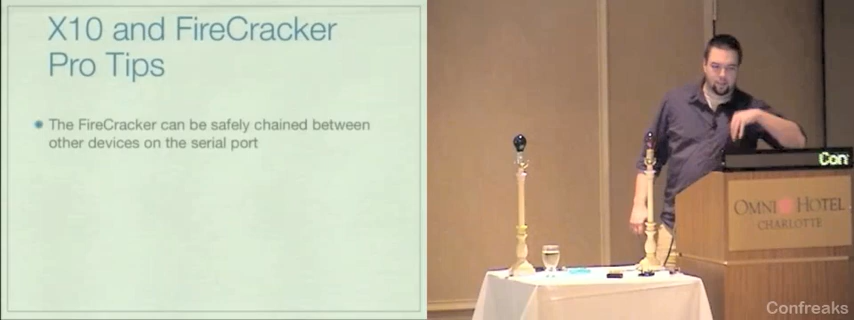 X10 and FireCracker
Pro Tips
The FireCracker can be safely chained between
other devices on the serial port
Con
OMNI HOTEL
CHARLOTTE
Confreaks